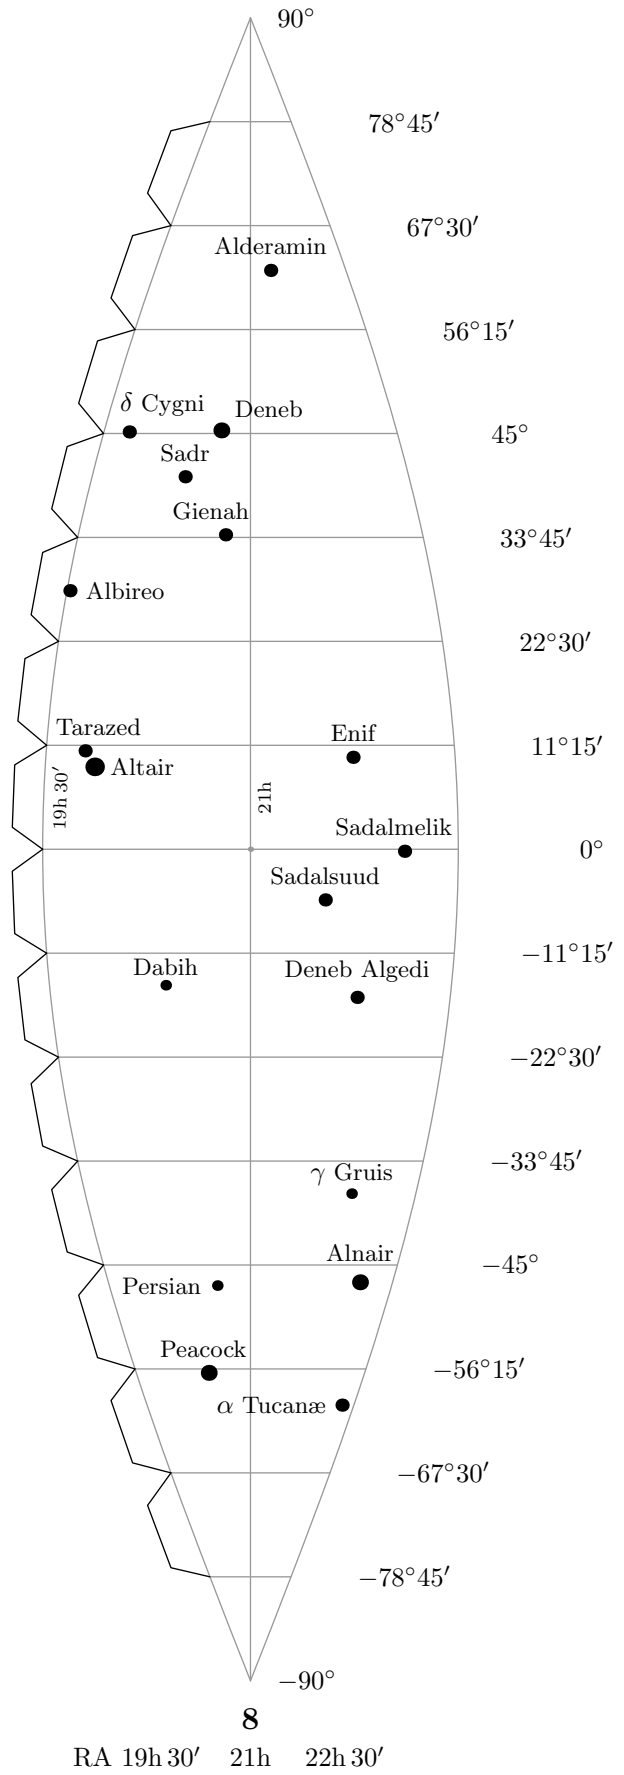 90°
78°45′
67°30′
Alderamin
56°15′
δ Cygni
Deneb
45°
Sadr
Gienah
33°45′
Albireo
22°30′
Tarazed
Enif
11°15′
Altair
19h 30′
21h
Sadalmelik
0°
Sadalsuud
−11°15′
Dabih
Deneb Algedi
−22°30′
−33°45′
γ Gruis
Alnair
−45°
Persian
Peacock
−56°15′
α Tucanæ
−67°30′
−78°45′
−90°
8
RA 19h 30′ 21h 22h 30′